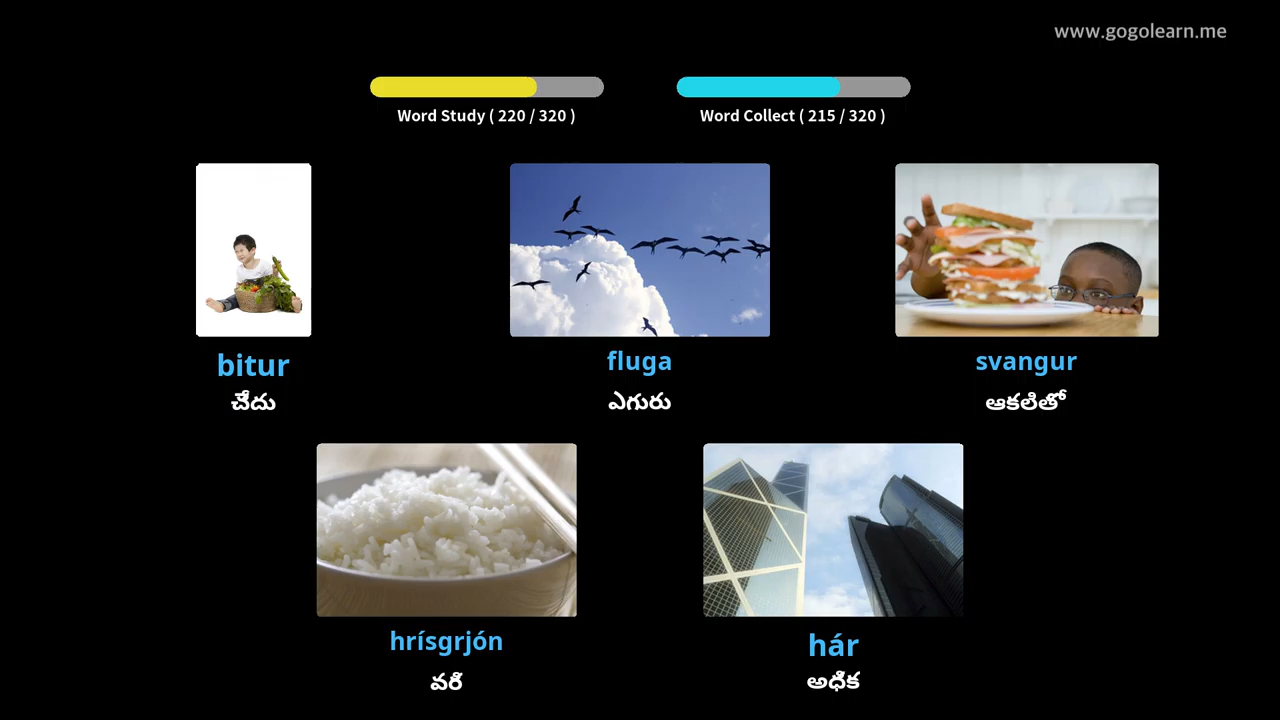 www.gogolearn.me
Word Study ( 220 / 320 )
Word Collect ( 215 / 320 )
bitur
చేదు
fluga
ఎగురు
svangur
ఆకలితో
hrísgrjón
వరి
hár
అధిక